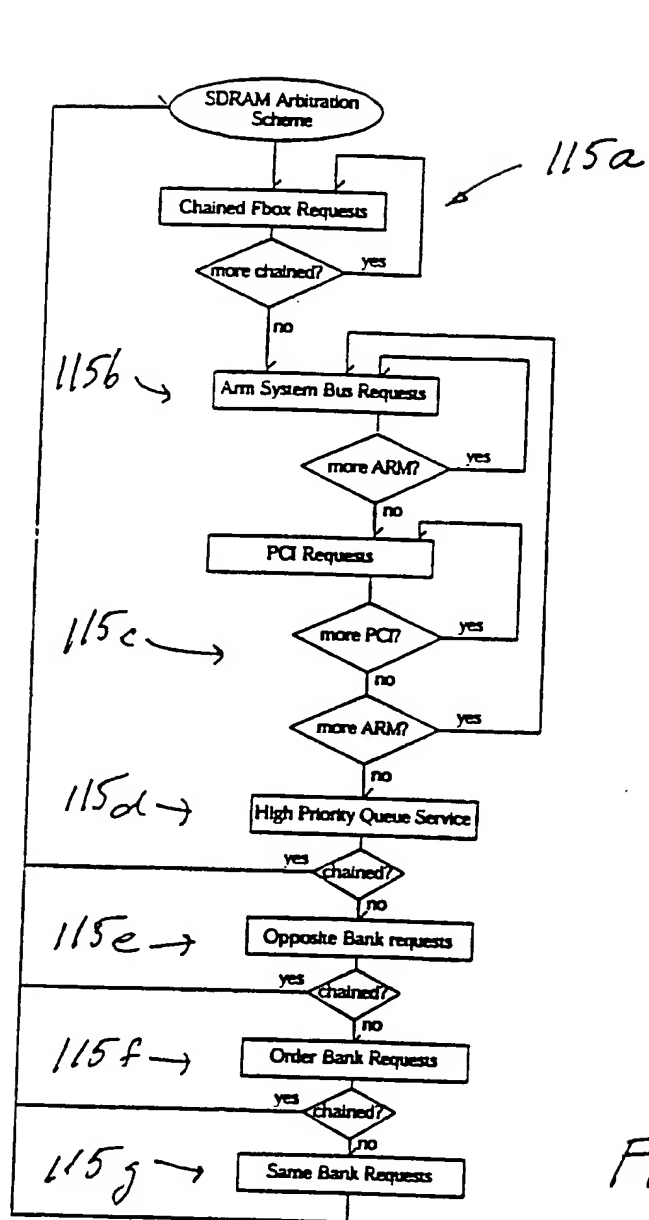 SDRAM Arbitration
Scheme
115a
Chained Fbox Requests
more chained?
yes
no
115b
Arm System Bus Requests
more ARM?
yes
no
PCI Requests
115c
more PCI?
yes
no
more ARM?
yes
no
115d
High Priority Queue Service
yes
chained?
no
115e
Opposite Bank requests
yes
chained?
no
115f
Order Bank Requests
yes
chained?
no
115g
Same Bank Requests